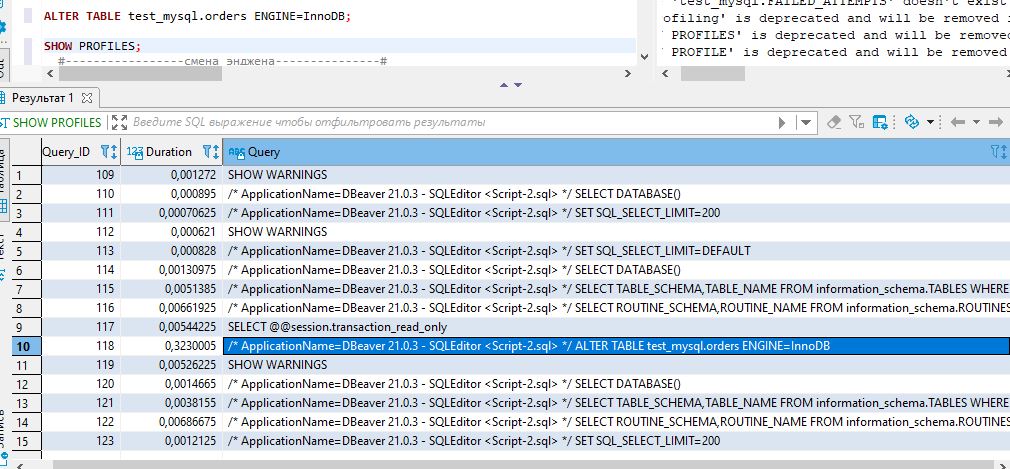 ALTER TABLE test_mysql.orders ENGINE=InnoDB;
SHOW PROFILES;
#-----------------смена энджена---------------#
'test_mysql.FAILED_ATTEMPTS' doesn't exist
ofiling' is deprecated and will be removed
PROFILES' is deprecated and will be removed
PROFILE' is deprecated and will be removed
Out
Результат 1
SHOW PROFILES
Введите SQL выражение чтобы отфильтровать результаты
Query_ID 123 Duration ABC Query
1 109 0,001272 SHOW WARNINGS
2 110 0,000895 /* ApplicationName=DBeaver 21.0.3 - SQLEditor <Script-2.sql> */ SELECT DATABASE()
3 111 0,00070625 /* ApplicationName=DBeaver 21.0.3 - SQLEditor <Script-2.sql> */ SET SQL_SELECT_LIMIT=200
4 112 0,000621 SHOW WARNINGS
5 113 0,000828 /* ApplicationName=DBeaver 21.0.3 - SQLEditor <Script-2.sql> */ SET SQL_SELECT_LIMIT=DEFAULT
6 114 0,00130975 /* ApplicationName=DBeaver 21.0.3 - SQLEditor <Script-2.sql> */ SELECT DATABASE()
7 115 0,0051385 /* ApplicationName=DBeaver 21.0.3 - SQLEditor <Script-2.sql> */ SELECT TABLE_SCHEMA,TABLE_NAME FROM information_schema.TABLES WHERE
8 116 0,00661925 /* ApplicationName=DBeaver 21.0.3 - SQLEditor <Script-2.sql> */ SELECT ROUTINE_SCHEMA,ROUTINE_NAME FROM information_schema.ROUTINES
9 117 0,00544225 SELECT @@session.transaction_read_only
10 118 0,3230005 /* ApplicationName=DBeaver 21.0.3 - SQLEditor <Script-2.sql> */ ALTER TABLE test_mysql.orders ENGINE=InnoDB
11 119 0,00526225 SHOW WARNINGS
12 120 0,0014665 /* ApplicationName=DBeaver 21.0.3 - SQLEditor <Script-2.sql> */ SELECT DATABASE()
13 121 0,0038155 /* ApplicationName=DBeaver 21.0.3 - SQLEditor <Script-2.sql> */ SELECT TABLE_SCHEMA,TABLE_NAME FROM information_schema.TABLES WHERE
14 122 0,00686675 /* ApplicationName=DBeaver 21.0.3 - SQLEditor <Script-2.sql> */ SELECT ROUTINE_SCHEMA,ROUTINE_NAME FROM information_schema.ROUTINES
15 123 0,0012125 /* ApplicationName=DBeaver 21.0.3 - SQLEditor <Script-2.sql> */ SET SQL_SELECT_LIMIT=200